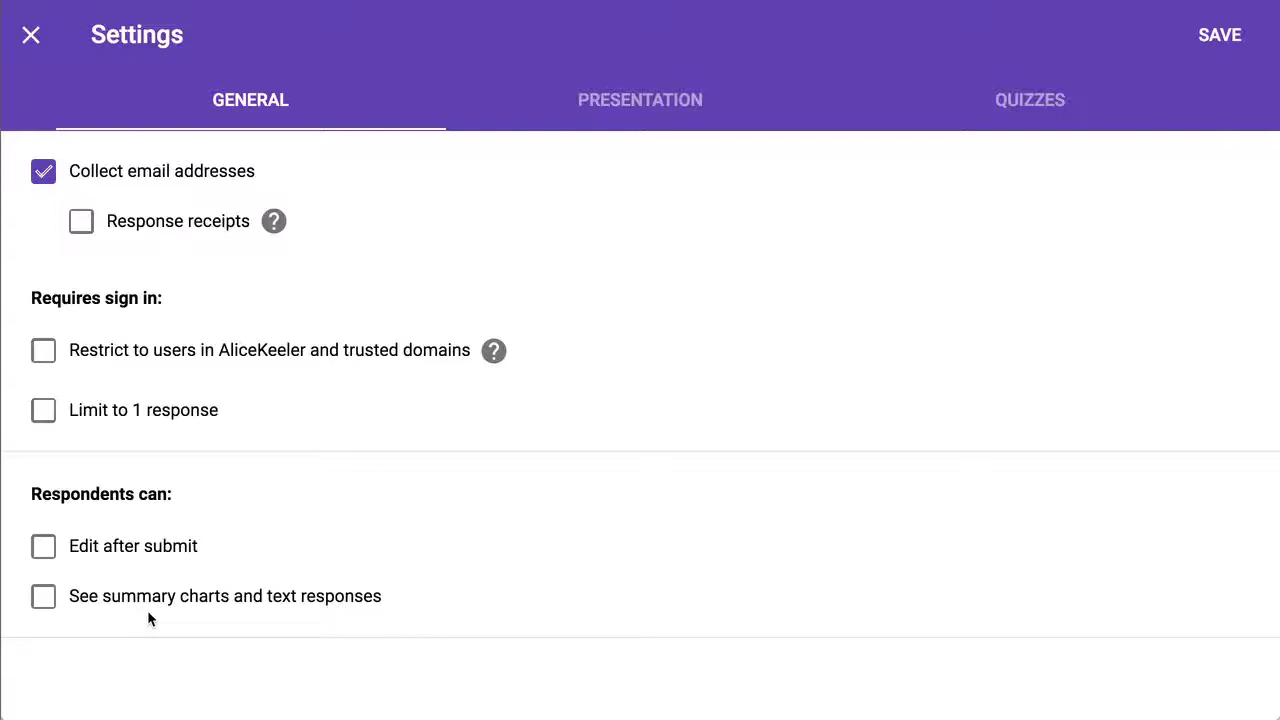 Settings
SAVE
GENERAL
PRESENTATION
QUIZZES
Collect email addresses
Response receipts ?
Requires sign in:
Restrict to users in AliceKeeler and trusted domains ?
Limit to 1 response
Respondents can:
Edit after submit
See summary charts and text responses